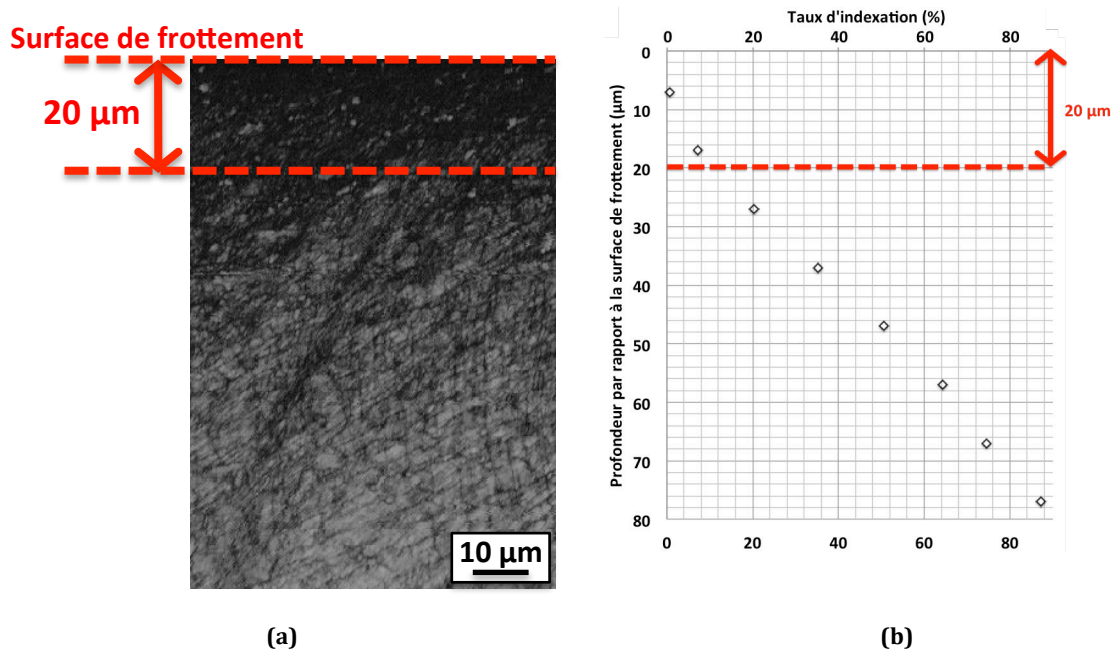 Surface de frottement
20 µm
10 µm
(a)
Taux d'indexation (%)
0 20 40 60 80
Profondeur par rapport à la surface de frottement (µm)
0
10
20
30
40
50
60
70
80
20 µm
0 20 40 60 80
(b)